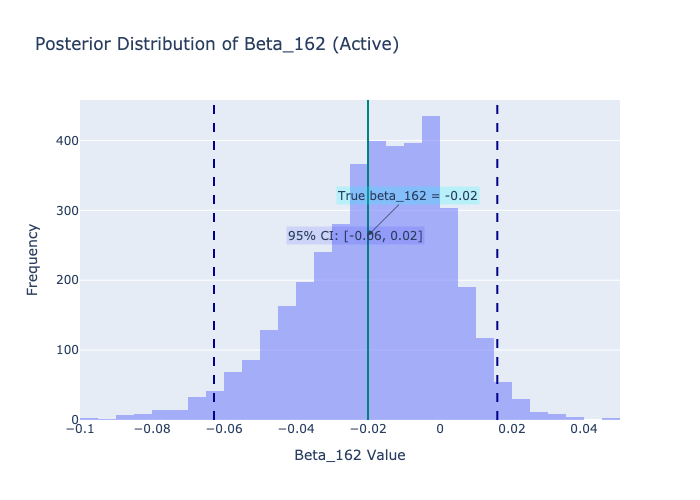 Posterior Distribution of Beta_162 (Active)
400
300
200
100
0
Frequency
True beta_162 = -0.02
95% CI: [-0.06, 0.02]
−0.1
−0.08
−0.06
−0.04
−0.02
0
0.02
0.04
Beta_162 Value